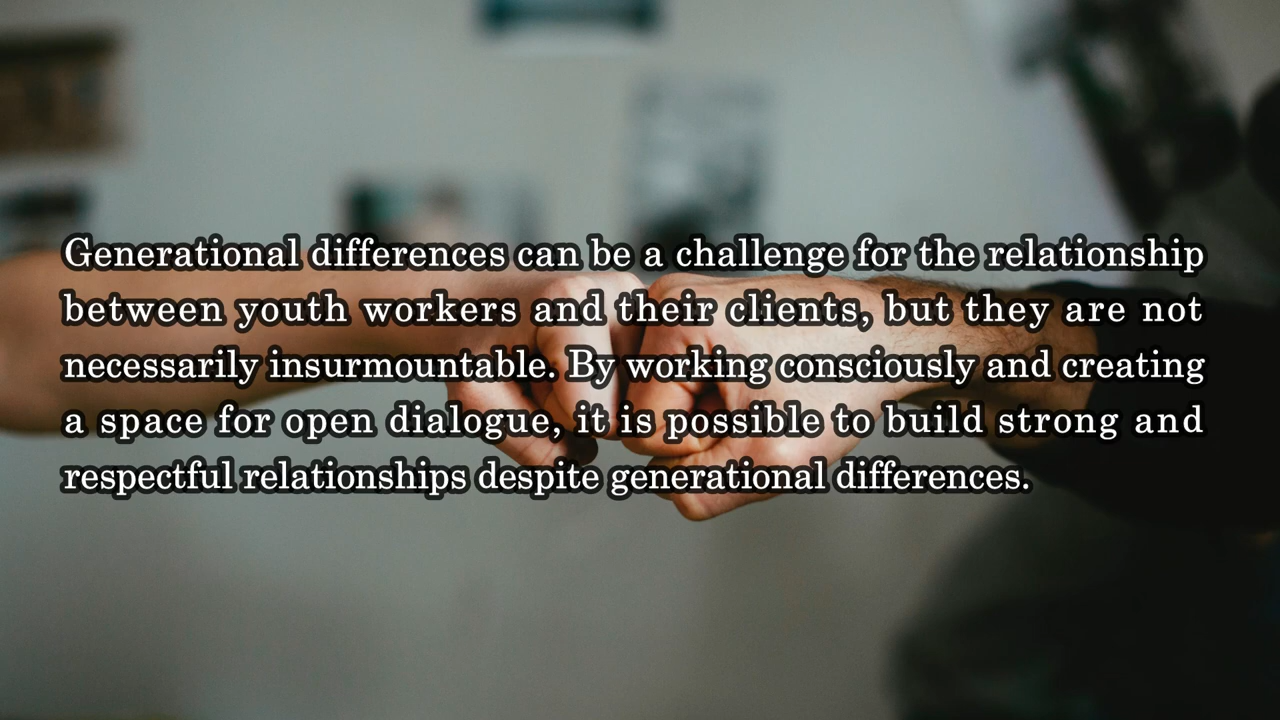 Generational differences can be a challenge for the relationship
between youth workers and their clients, but they are not
necessarily insurmountable. By working consciously and creating
a space for open dialogue, it is possible to build strong and
respectful relationships despite generational differences.